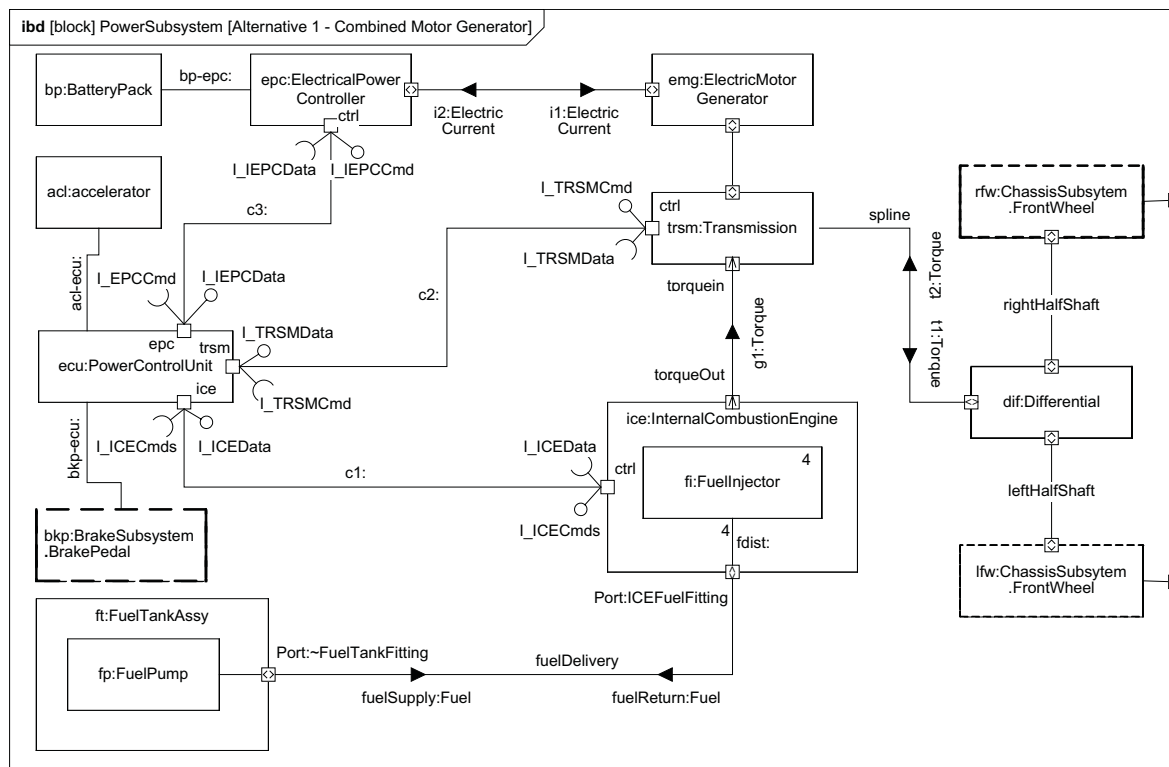 ibd [block] PowerSubsystem [Alternative 1 - Combined Motor Generator]
bp:BatteryPack
bp-epc:
epc:ElectricalPower
Controller
ctrl
i2:Electric
Current
i1:Electric
Current
emg:ElectricMotor
Generator
I_IEPCData
I_IEPCCmd
acl:accelerator
c3:
I_TRSMCmd
ctrl
trsm:Transmission
I_TRSMData
spline
rfw:ChassisSubsytem
.FrontWheel
acl-ecu:
I_EPCCmd
I_IEPCData
c2:
torquein
t2:Torque
rightHalfShaft
epc
trsm
I_TRSMData
ecu:PowerControlUnit
ice
I_TRSMCmd
g1:Torque
t1:Torque
torqueOut
dif:Differential
bkp-ecu:
I_ICECmds
I_ICEData
c1:
I_ICEData
ctrl
I_ICECmds
ice:InternalCombustionEngine
4
fi:FuelInjector
4
fdist:
leftHalfShaft
bkp:BrakeSubsystem
.BrakePedal
lfw:ChassisSubsytem
.FrontWheel
Port:ICEFuelFitting
ft:FuelTankAssy
fp:FuelPump
Port:~FuelTankFitting
fuelDelivery
fuelSupply:Fuel
fuelReturn:Fuel